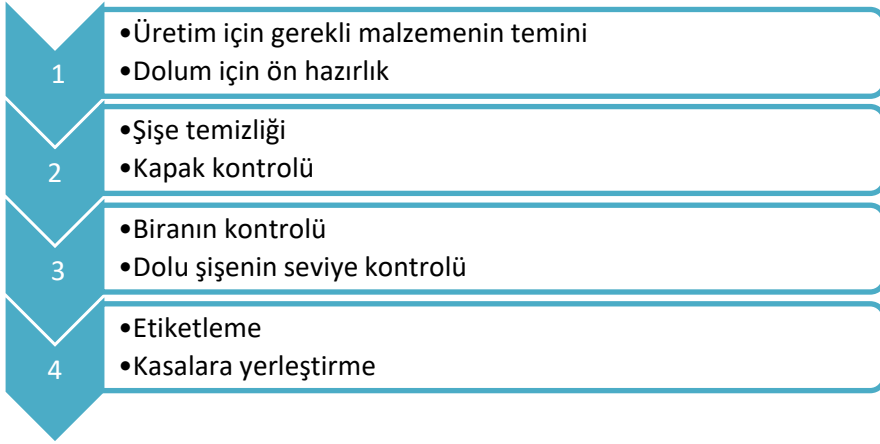 1
•Üretim için gerekli malzemenin temini
•Dolum için ön hazırlık
2
•Şişe temizliği
•Kapak kontrolü
3
•Biranın kontrolü
•Dolu şişenin seviye kontrolü
4
•Etiketleme
•Kasalara yerleştirme